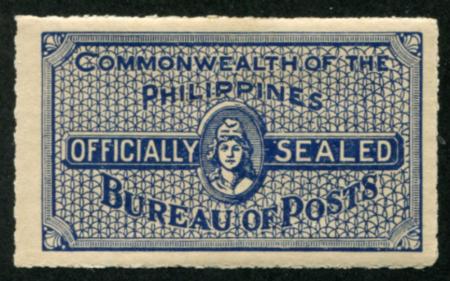 COMMONWEALTH OF THE
PHILIPPINES
OFFICIALLY SEALED
BUREAU OF POSTS